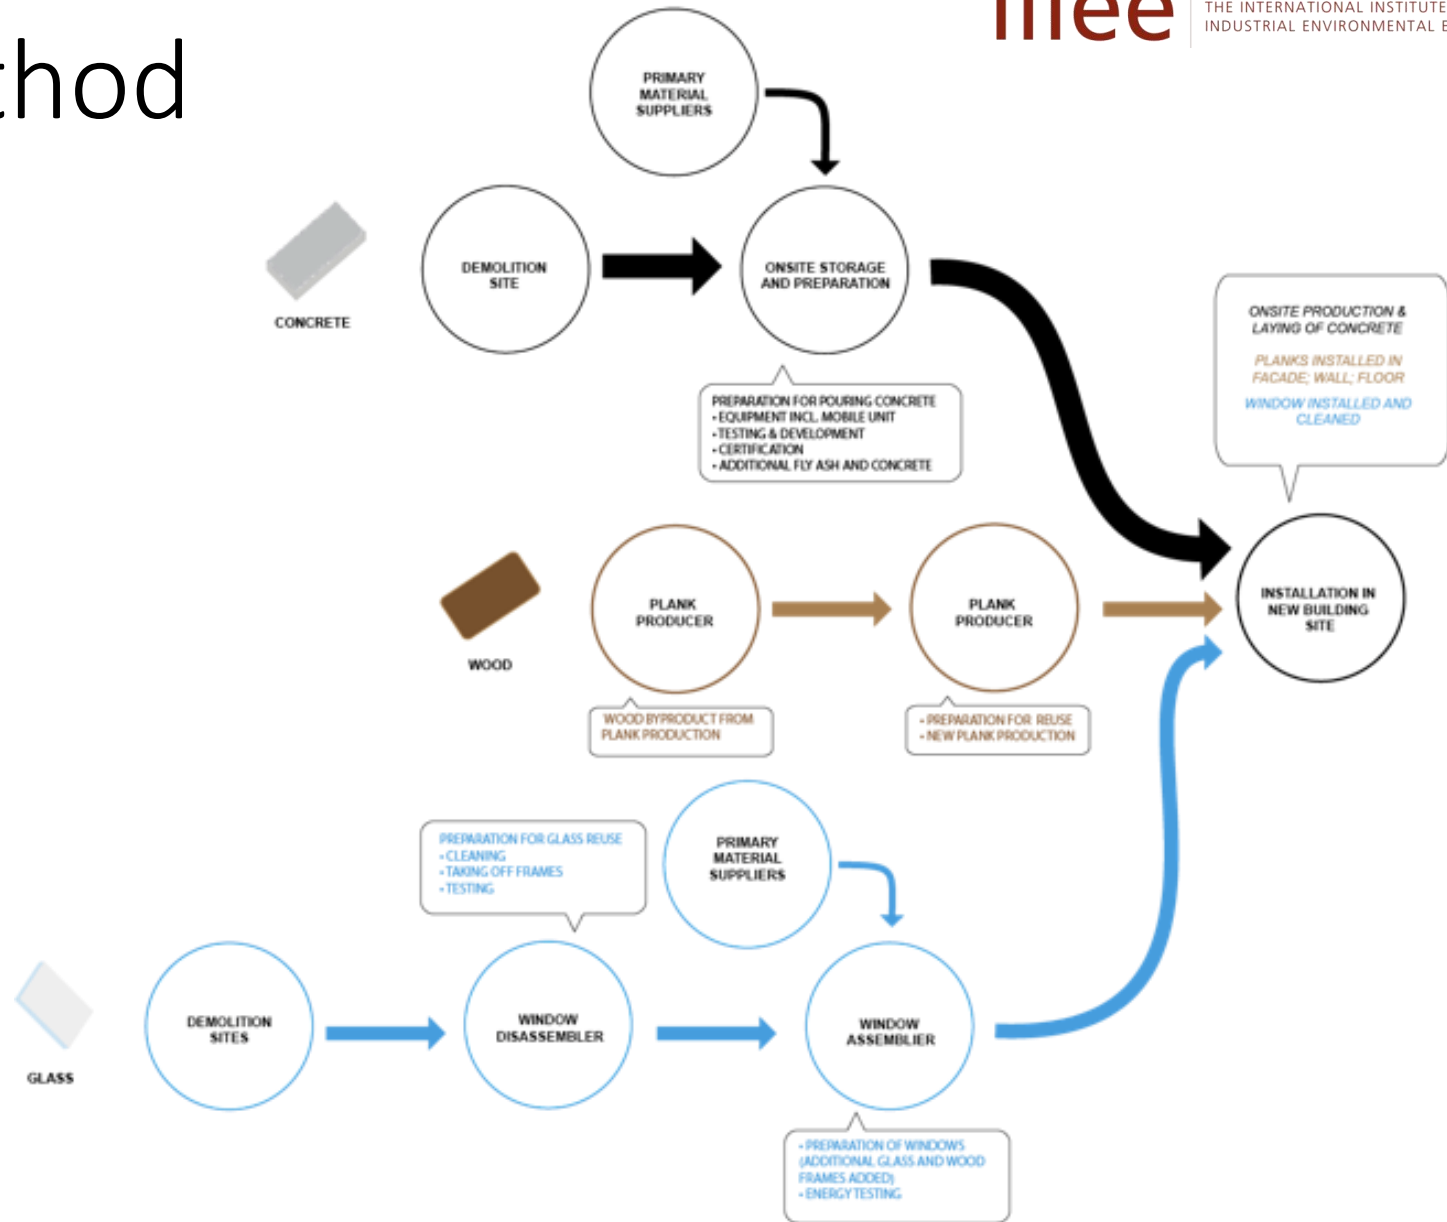 thod
iiiee
THE INTERNATIONAL INSTITUTE
INDUSTRIAL ENVIRONMENTAL E
PRIMARY
MATERIAL
SUPPLIERS
CONCRETE
DEMOLITION
SITE
ONSITE STORAGE
AND PREPARATION
PREPARATION FOR POURING CONCRETE
• EQUIPMENT INCL. MOBILE UNIT
• TESTING & DEVELOPMENT
• CERTIFICATION
• ADDITIONAL FLY ASH AND CONCRETE
ONSITE PRODUCTION &
LAYING OF CONCRETE
PLANKS INSTALLED IN
FACADE; WALL; FLOOR
WINDOW INSTALLED AND
CLEANED
WOOD
PLANK
PRODUCER
WOOD BYPRODUCT FROM
PLANK PRODUCTION
PLANK
PRODUCER
• PREPARATION FOR REUSE
• NEW PLANK PRODUCTION
INSTALLATION IN
NEW BUILDING
SITE
PREPARATION FOR GLASS REUSE
• CLEANING
• TAKING OFF FRAMES
• TESTING
PRIMARY
MATERIAL
SUPPLIERS
GLASS
DEMOLITION
SITES
WINDOW
DISASSEMBLER
WINDOW
ASSEMBLIER
• PREPARATION OF WINDOWS
(ADDITIONAL GLASS AND WOOD
FRAMES ADDED)
• ENERGY TESTING